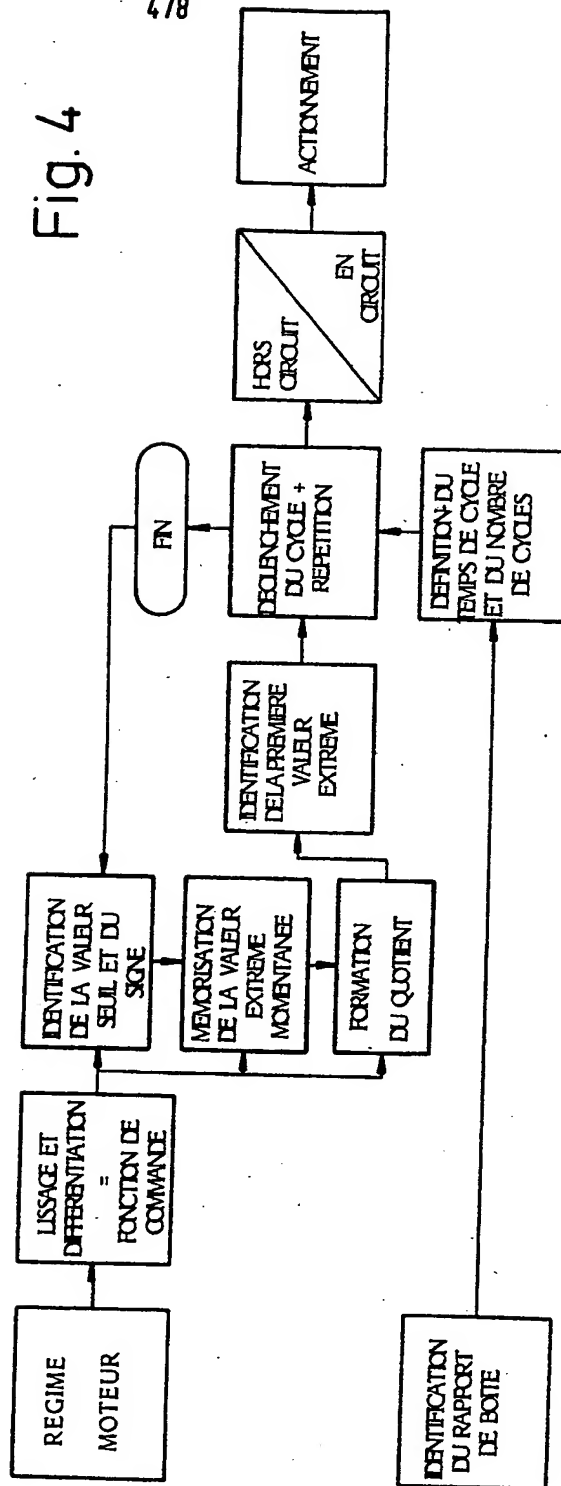 478
Fig. 4
REGIME
MOTEUR
LISSAGE ET
DIFFERENTIATION
=
FONCTION DE
COMMANDE
IDENTIFICATION
DE LA VALEUR
SEUIL ET DU
SIGNE
MEMORISATION
DE LA VALEUR
EXTREME
MOMENTANEE
FORMATION
DU QUOTIENT
IDENTIFICATION
DE LA PREMIERE
VALEUR
EXTREME
FIN
DECLENCHEMENT
DU CYCLE +
REPETITION
HORS
CIRCUIT
EN
CIRCUIT
ACTIONNEMENT
IDENTIFICATION
DU RAPPORT
DE BOITE
DEFINITION DU
TEMPS DE CYCLE
ET DU NOMBRE
DE CYCLES